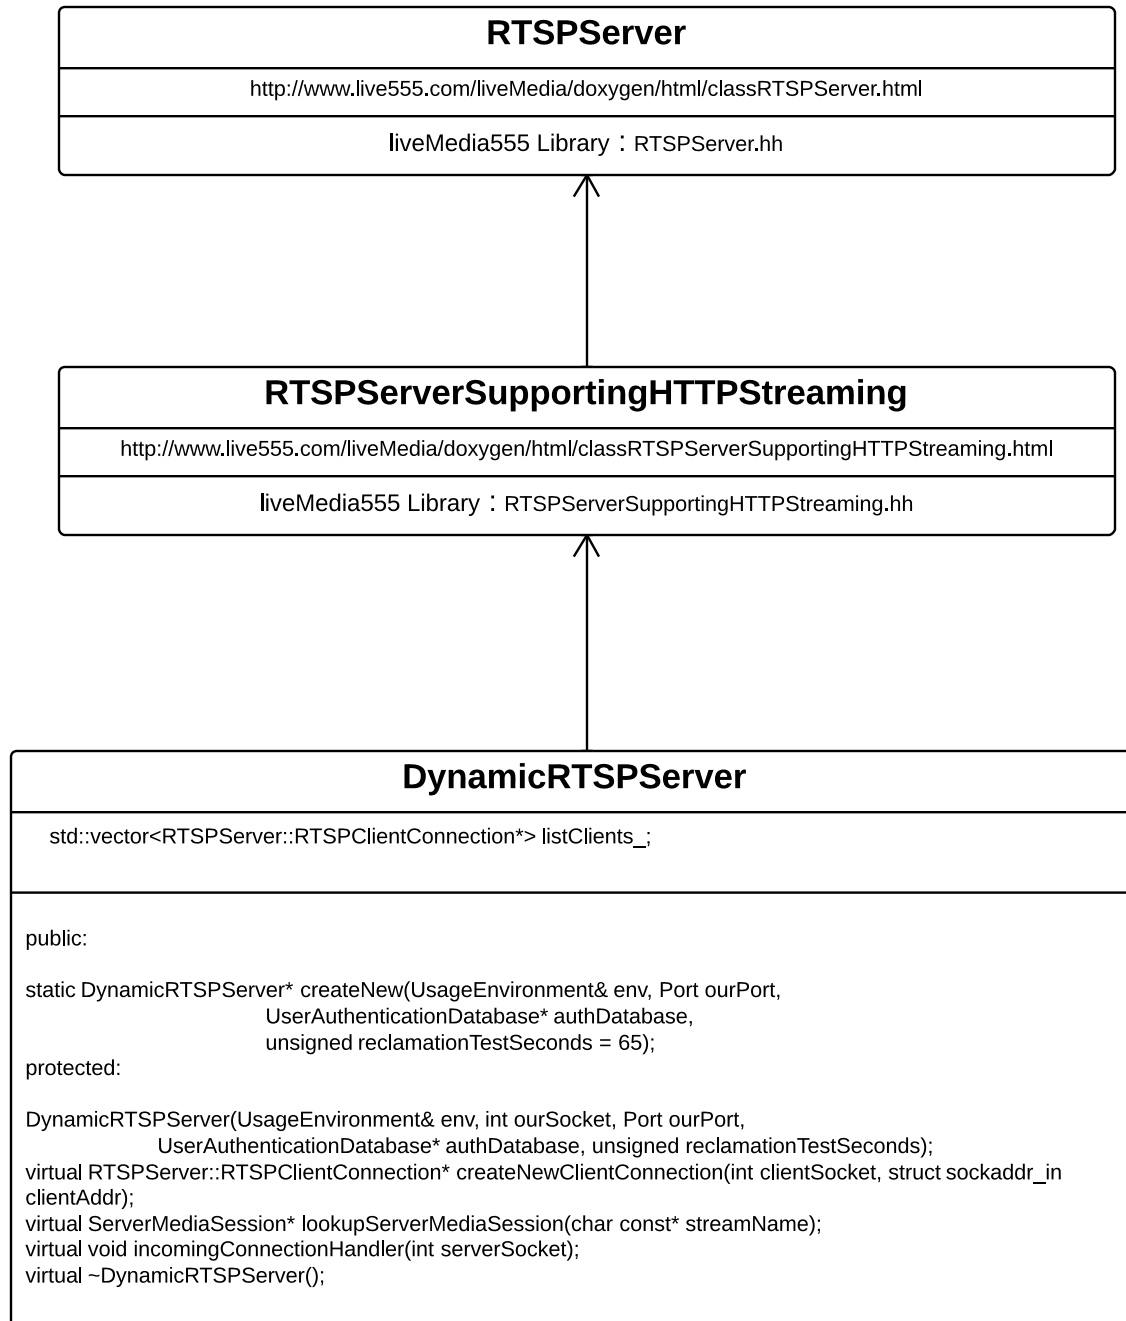 RTSPServer
http://www.live555.com/liveMedia/doxygen/html/classRTSPServer.html
liveMedia555 Library：RTSPServer.hh
RTSPServerSupportingHTTPStreaming
http://www.live555.com/liveMedia/doxygen/html/classRTSPServerSupportingHTTPStreaming.html
liveMedia555 Library：RTSPServerSupportingHTTPStreaming.hh
DynamicRTSPServer
std::vector<RTSPServer::RTSPClientConnection*> listClients_;
public:
static DynamicRTSPServer* createNew(UsageEnvironment& env, Port ourPort,
UserAuthenticationDatabase* authDatabase,
unsigned reclamationTestSeconds = 65);
protected:
DynamicRTSPServer(UsageEnvironment& env, int ourSocket, Port ourPort,
UserAuthenticationDatabase* authDatabase, unsigned reclamationTestSeconds);
virtual RTSPServer::RTSPClientConnection* createNewClientConnection(int clientSocket, struct sockaddr_in
clientAddr);
virtual ServerMediaSession* lookupServerMediaSession(char const* streamName);
virtual void incomingConnectionHandler(int serverSocket);
virtual ~DynamicRTSPServer();